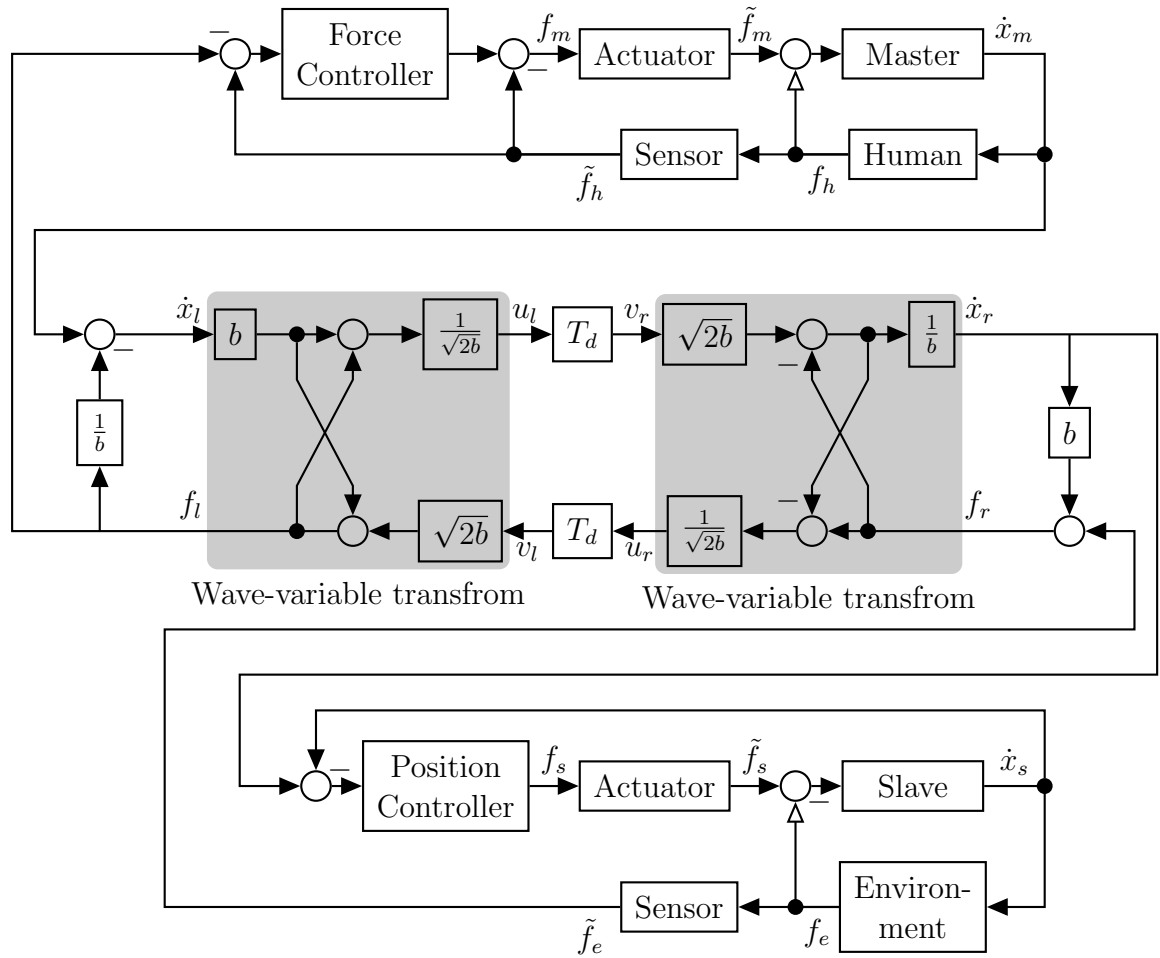 −
Force
Controller
−
f_m
Actuator
f̃_m
Master
ẋ_m
f̃_h
Sensor
f_h
Human
−
1/b
ẋ_l
b
1/√2b
u_l
T_d
v_r
√2b
−
1/b
ẋ_r
b
f_l
√2b
v_l
T_d
u_r
1/√2b
−
f_r
Wave-variable transfrom
Wave-variable transfrom
−
Position
Controller
f_s
Actuator
f̃_s
−
Slave
ẋ_s
f̃_e
Sensor
f_e
Environ-
ment